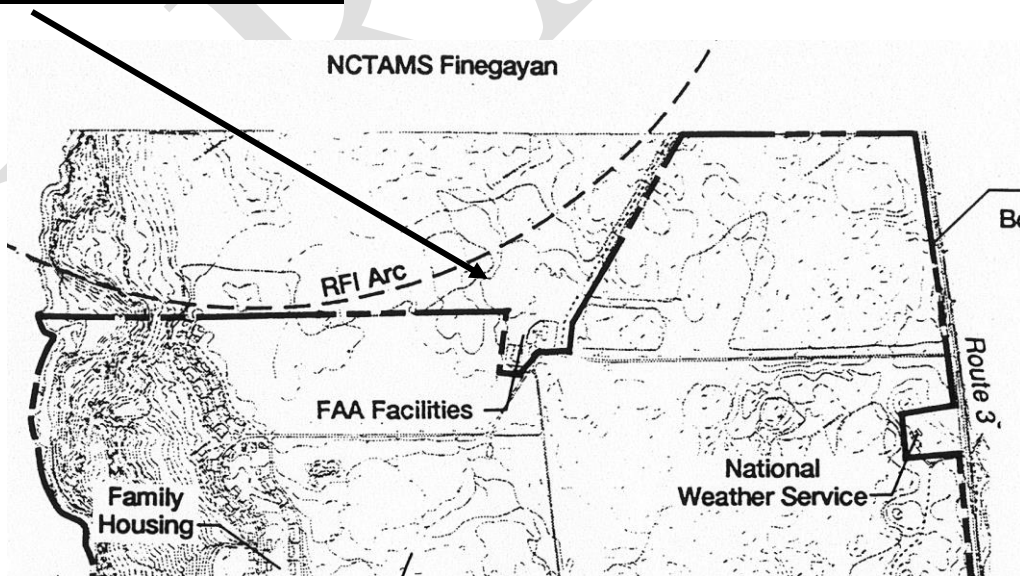 NCTAMS Finegayan
RFI Arc
Route 3
FAA Facilities
National
Weather Service
Family
Housing